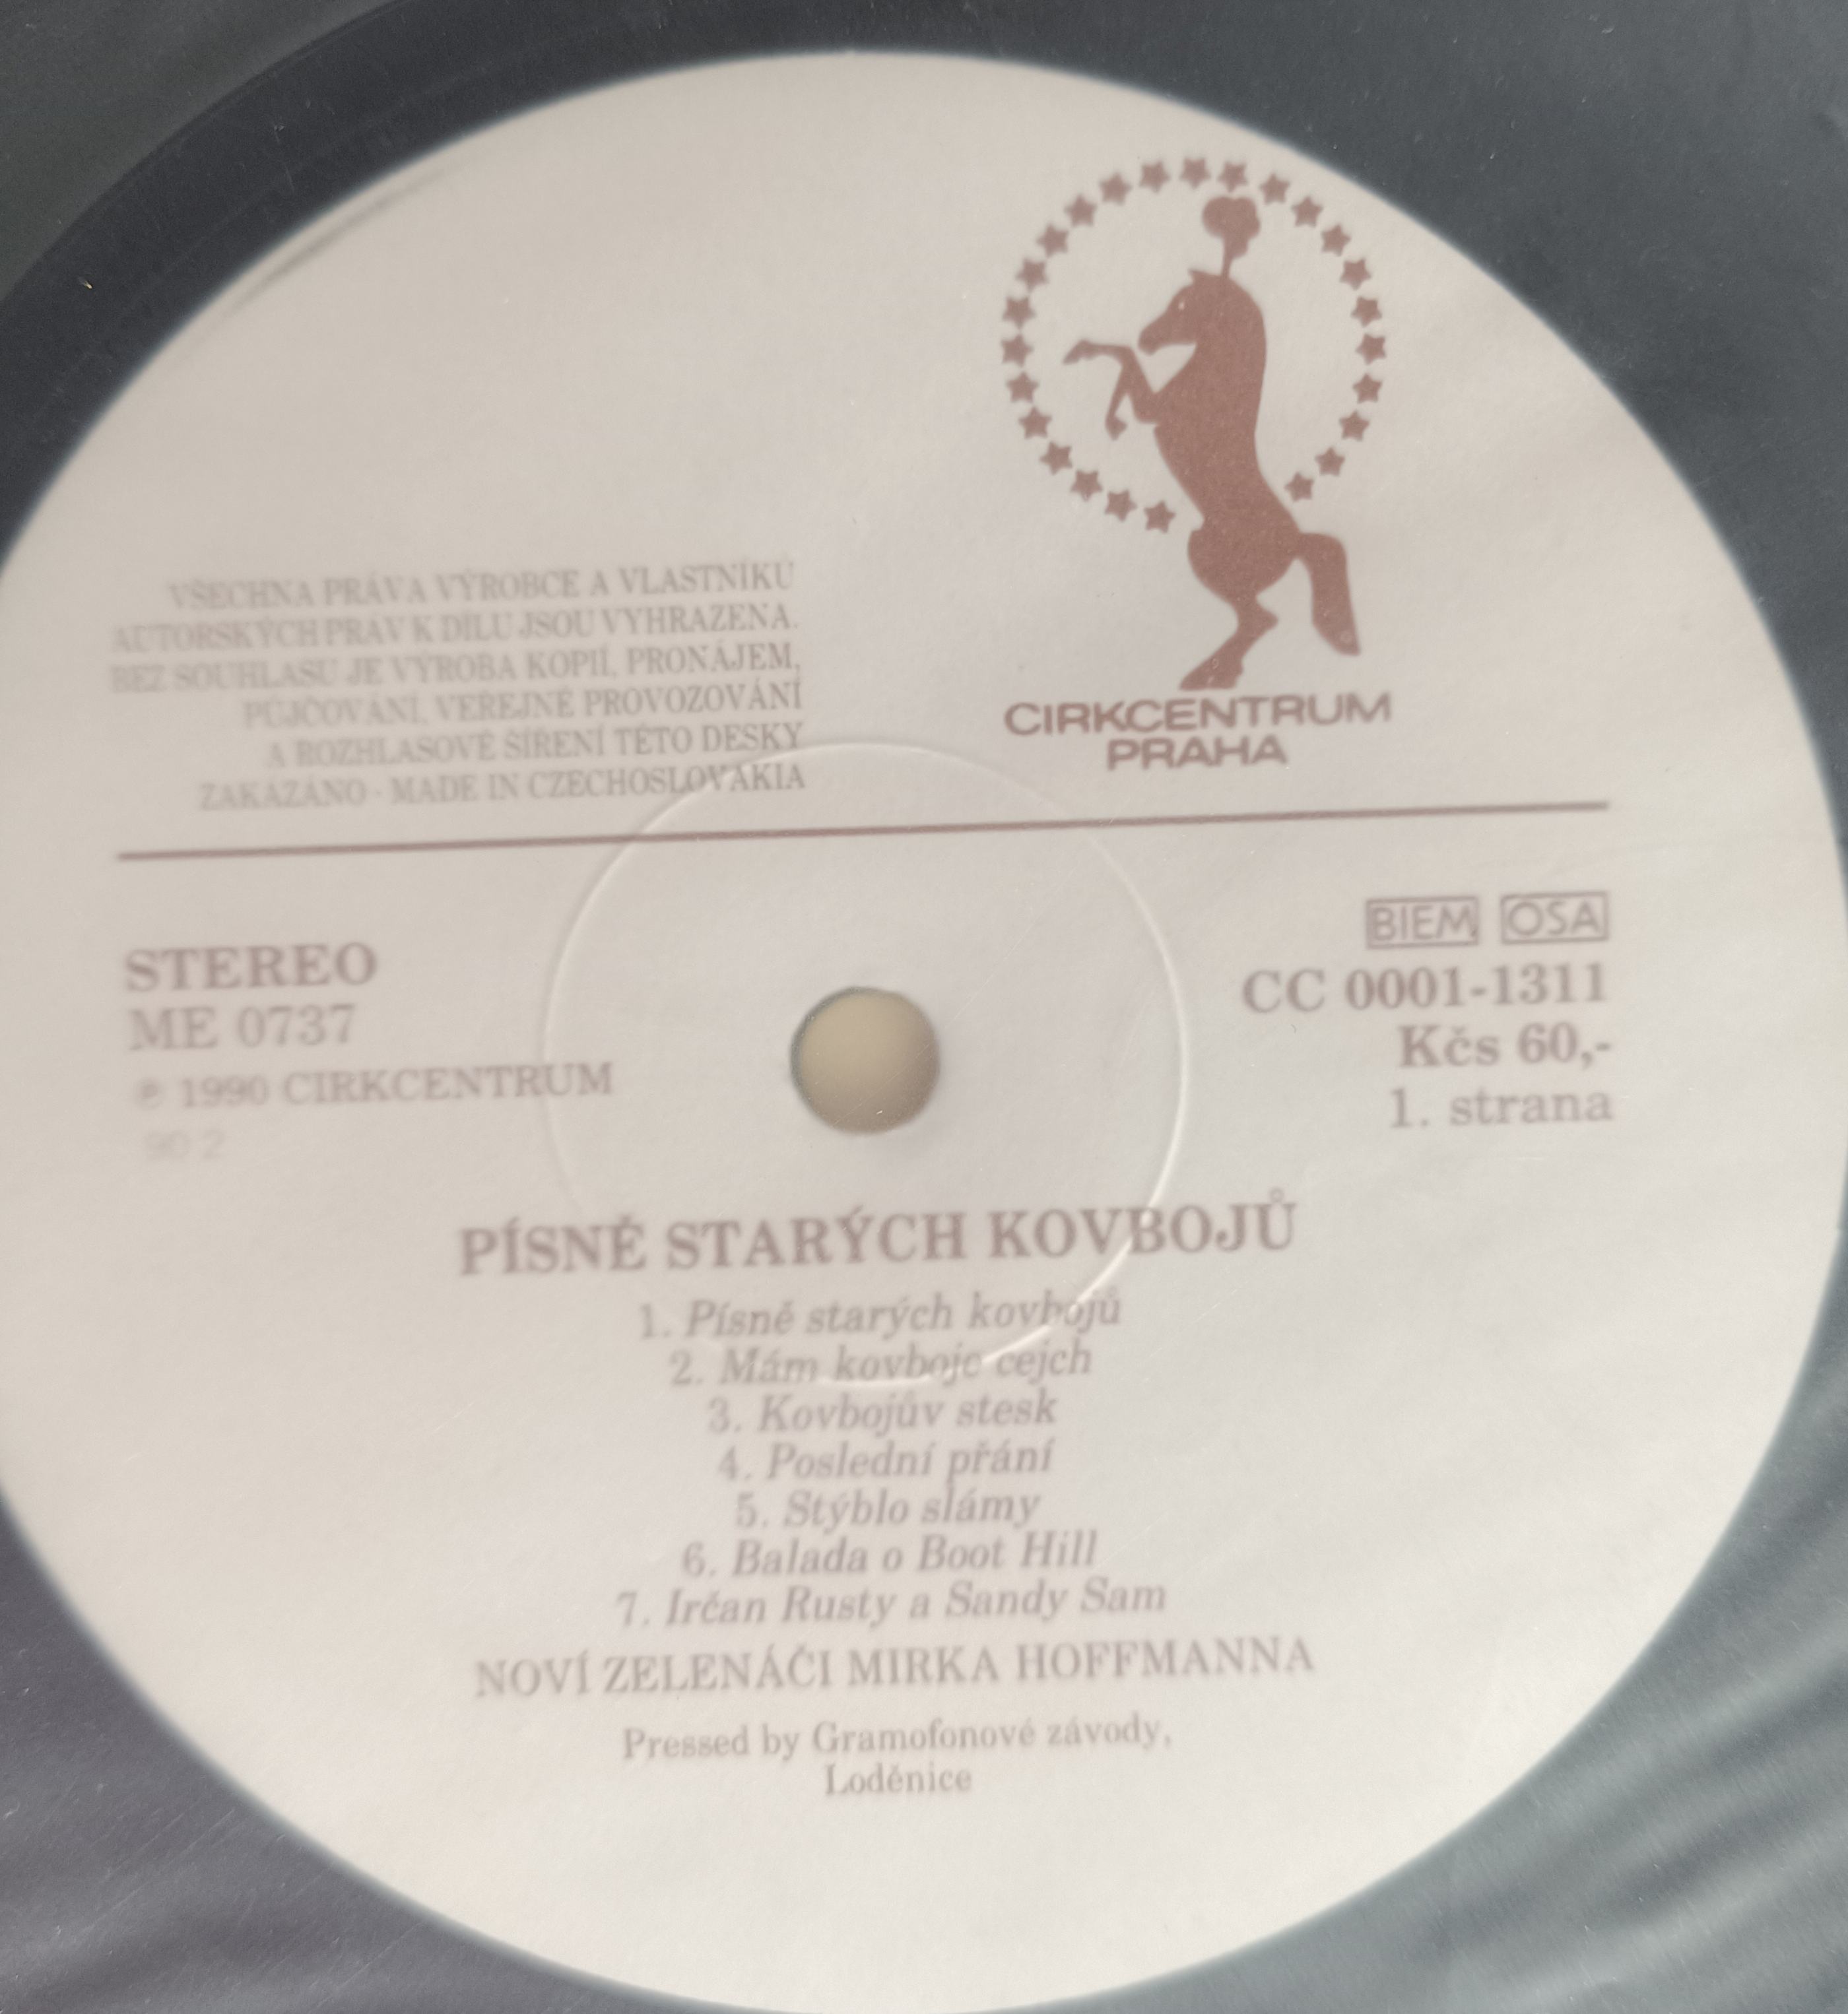 VŠECHNA PRÁVA VÝROBCE A VLASTNÍKŮ
AUTORSKÝCH PRÁV K DÍLU JSOU VYHRAZENA.
BEZ SOUHLASU JE VÝROBA KOPIÍ, PRONÁJEM,
PŮJČOVÁNÍ, VEŘEJNÉ PROVOZOVÁNÍ
A ROZHLASOVÉ ŠÍŘENÍ TÉTO DESKY
ZAKÁZÁNO - MADE IN CZECHOSLOVAKIA
CIRKCENTRUM
PRAHA
STEREO
ME 0737
℗ 1990 CIRKCENTRUM
90 2
BIEM OSA
CC 0001-1311
Kčs 60,-
1. strana
PÍSNĚ STARÝCH KOVBOJŮ
1. Písně starých kovbojů
2. Mám kovboje cejch
3. Kovbojův stesk
4. Poslední přání
5. Stýblo slámy
6. Balada o Boot Hill
7. Irčan Rusty a Sandy Sam
NOVÍ ZELENÁČI MIRKA HOFFMANNA
Pressed by Gramofonové závody,
Loděnice